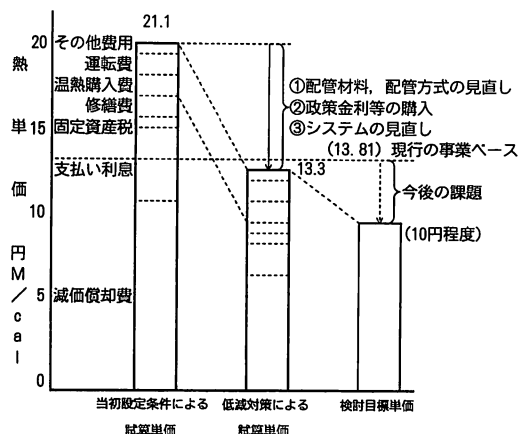 21.1
20
15
10
5
0
熱単価 円M/cal
その他費用
運転費
温熱購入費
修繕費
固定資産税
支払い利息
減価償却費
①配管材料，配管方式の見直し
②政策金利等の購入
③システムの見直し
(13.81) 現行の事業ベース
13.3
今後の課題
(10円程度)
当初設定条件による
試算単価
低減対策による
試算単価
検討目標単価